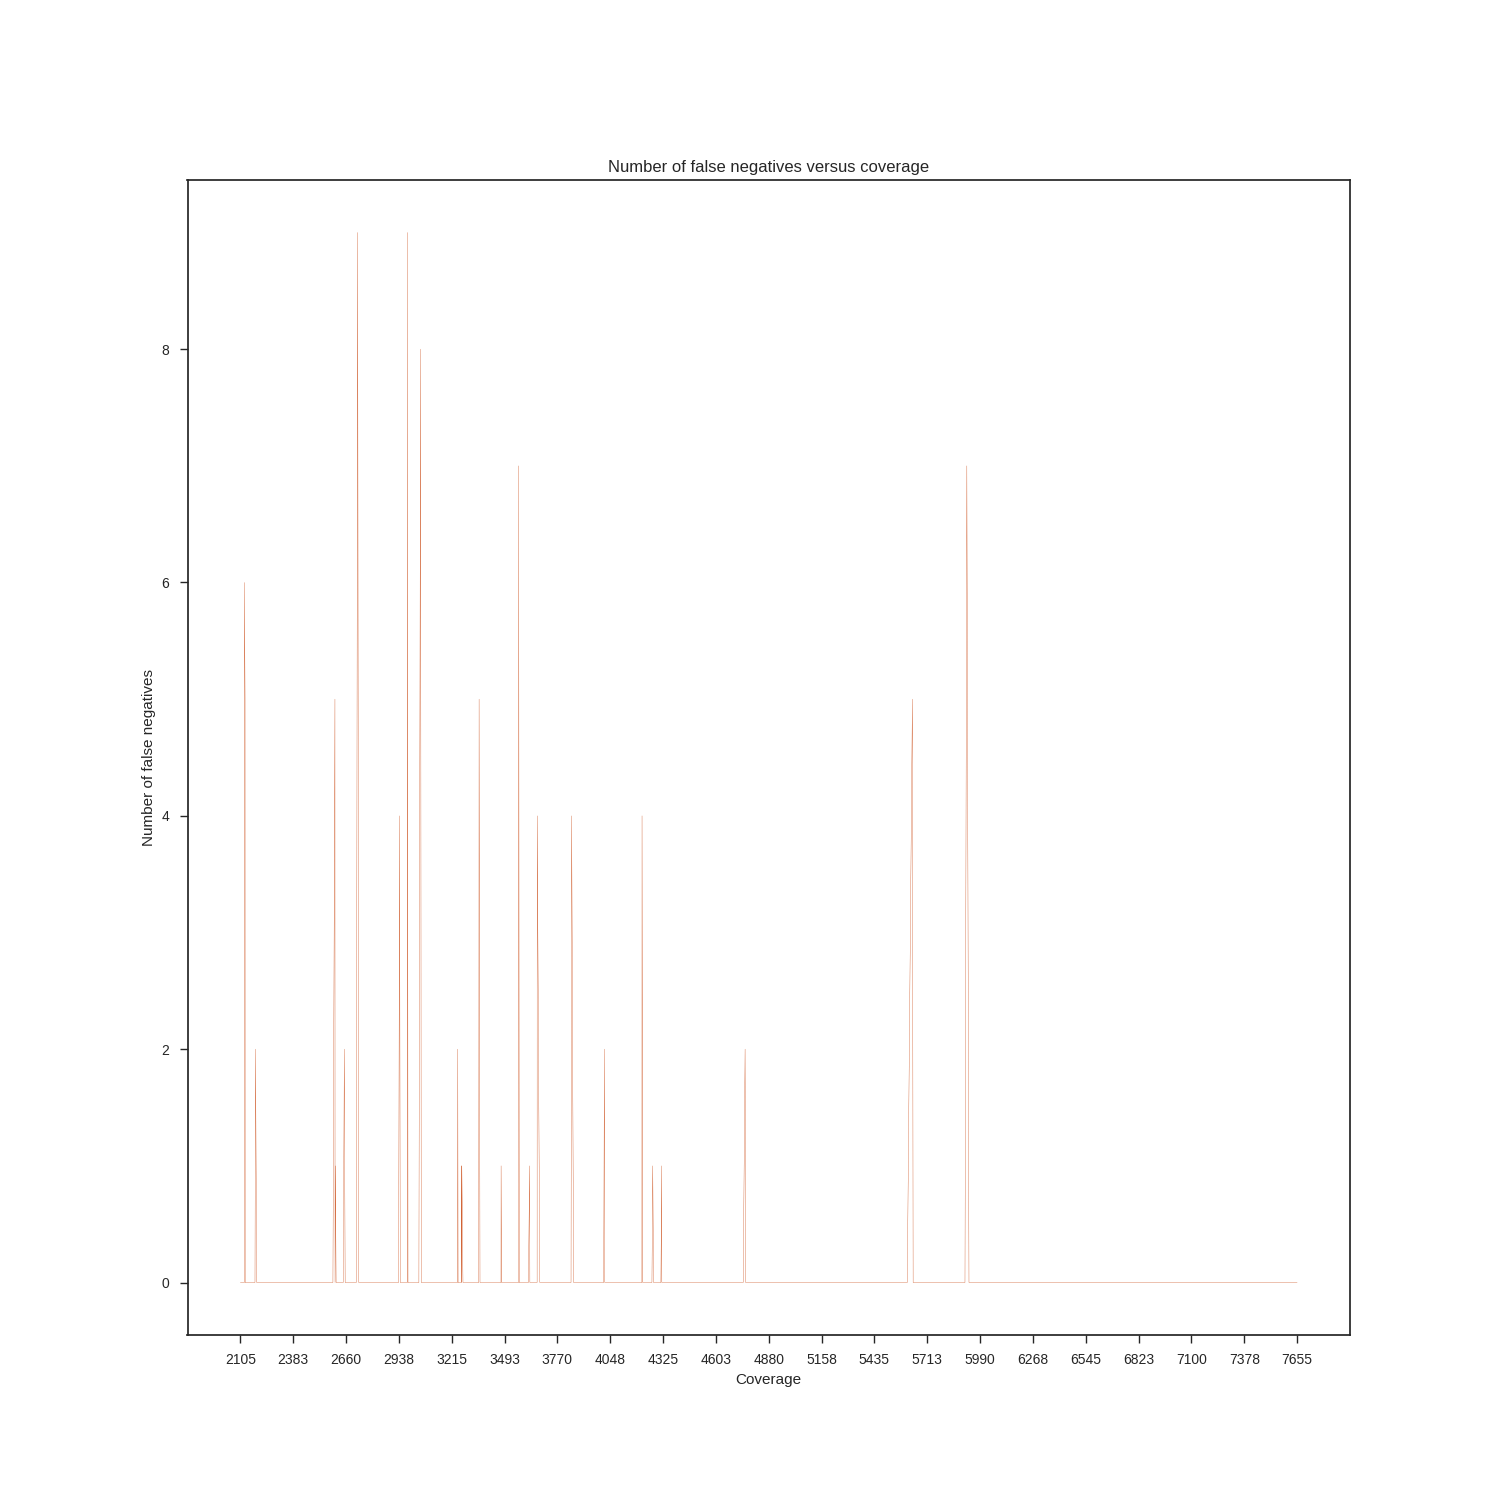 Number of false negatives versus coverage
Number of false negatives
8
6
4
2
0
2105 2383 2660 2938 3215 3493 3770 4048 4325 4603 4880 5158 5435 5713 5990 6268 6545 6823 7100 7378 7655
Coverage